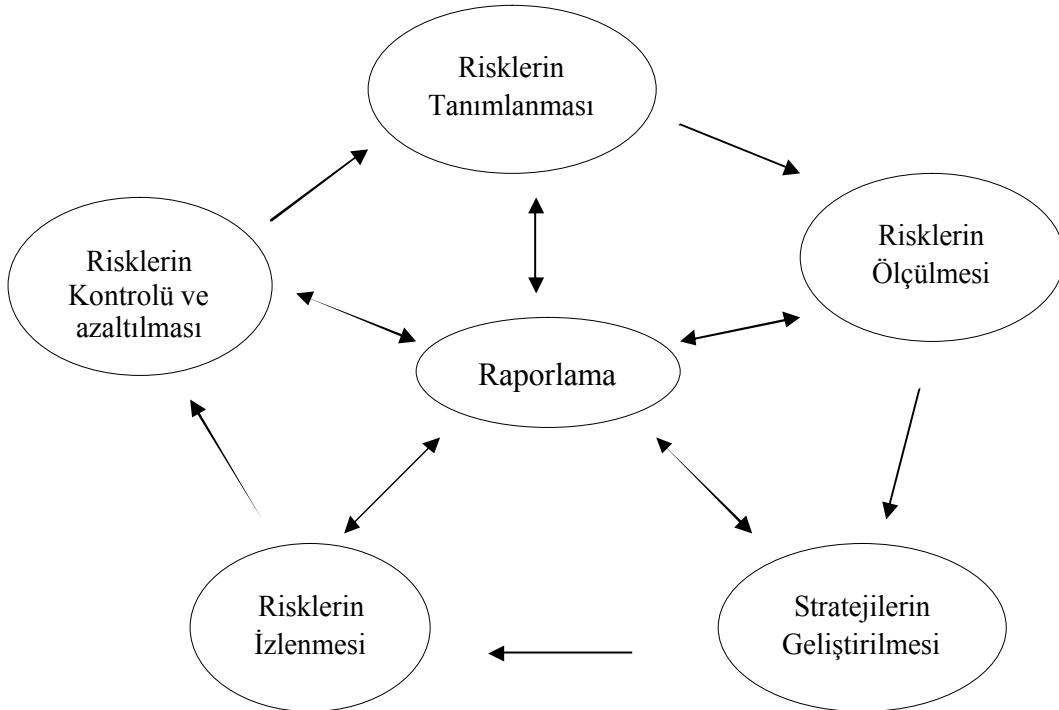 Risklerin
Tanımlanması
Risklerin
Ölçülmesi
Risklerin
Kontrolü ve
azaltılması
Raporlama
Risklerin
İzlenmesi
Stratejilerin
Geliştirilmesi